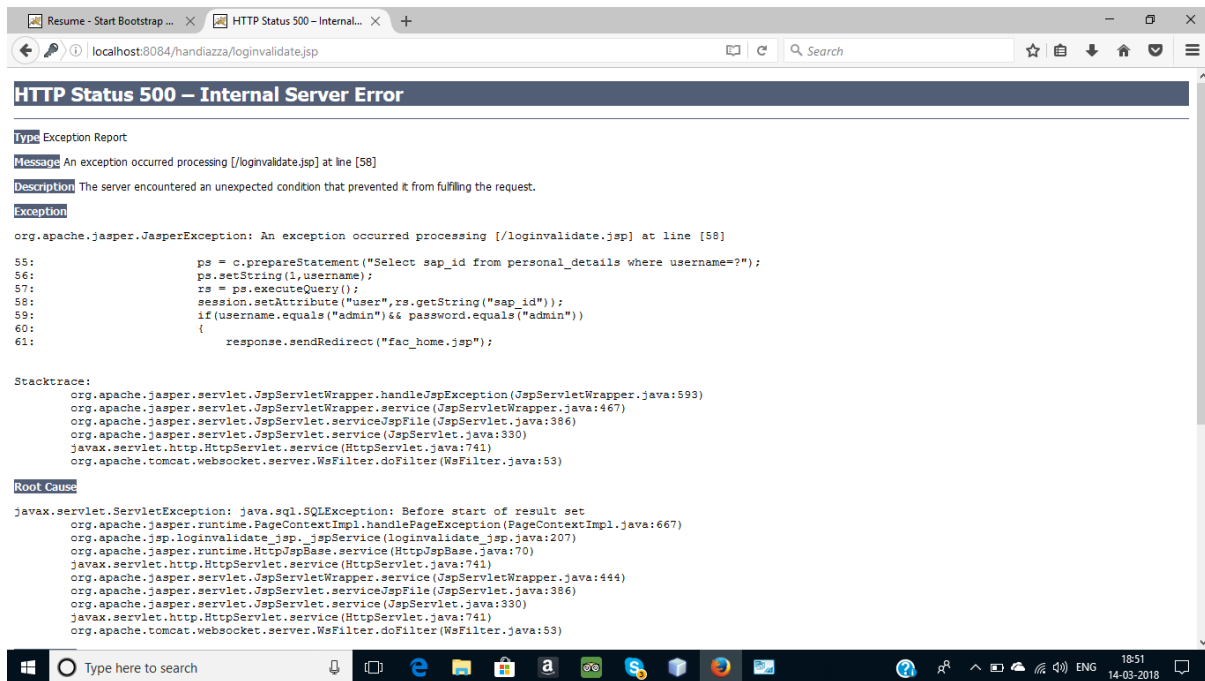 Resume - Start Bootstrap ...
HTTP Status 500 – Internal...
localhost:8084/handiazza/loginvalidate.jsp
Search
HTTP Status 500 – Internal Server Error
Type Exception Report
Message An exception occurred processing [/loginvalidate.jsp] at line [58]
Description The server encountered an unexpected condition that prevented it from fulfilling the request.
Exception
org.apache.jasper.JasperException: An exception occurred processing [/loginvalidate.jsp] at line [58]
55: ps = c.prepareStatement("Select sap_id from personal_details where username=?");
56: ps.setString(1,username);
57: rs = ps.executeQuery();
58: session.setAttribute("user",rs.getString("sap_id"));
59: if(username.equals("admin")&& password.equals("admin"))
60: {
61: response.sendRedirect("fac_home.jsp");
Stacktrace:
org.apache.jasper.servlet.JspServletWrapper.handleJspException(JspServletWrapper.java:593)
org.apache.jasper.servlet.JspServletWrapper.service(JspServletWrapper.java:467)
org.apache.jasper.servlet.JspServlet.serviceJspFile(JspServlet.java:386)
org.apache.jasper.servlet.JspServlet.service(JspServlet.java:330)
javax.servlet.http.HttpServlet.service(HttpServlet.java:741)
org.apache.tomcat.websocket.server.WsFilter.doFilter(WsFilter.java:53)
Root Cause
javax.servlet.ServletException: java.sql.SQLException: Before start of result set
org.apache.jasper.runtime.PageContextImpl.handlePageException(PageContextImpl.java:667)
org.apache.jsp.loginvalidate_jsp._jspService(loginvalidate_jsp.java:207)
org.apache.jasper.runtime.HttpJspBase.service(HttpJspBase.java:70)
javax.servlet.http.HttpServlet.service(HttpServlet.java:741)
org.apache.jasper.servlet.JspServletWrapper.service(JspServletWrapper.java:444)
org.apache.jasper.servlet.JspServlet.serviceJspFile(JspServlet.java:386)
org.apache.jasper.servlet.JspServlet.service(JspServlet.java:330)
javax.servlet.http.HttpServlet.service(HttpServlet.java:741)
org.apache.tomcat.websocket.server.WsFilter.doFilter(WsFilter.java:53)
Type here to search
ENG
18:51
14-03-2018